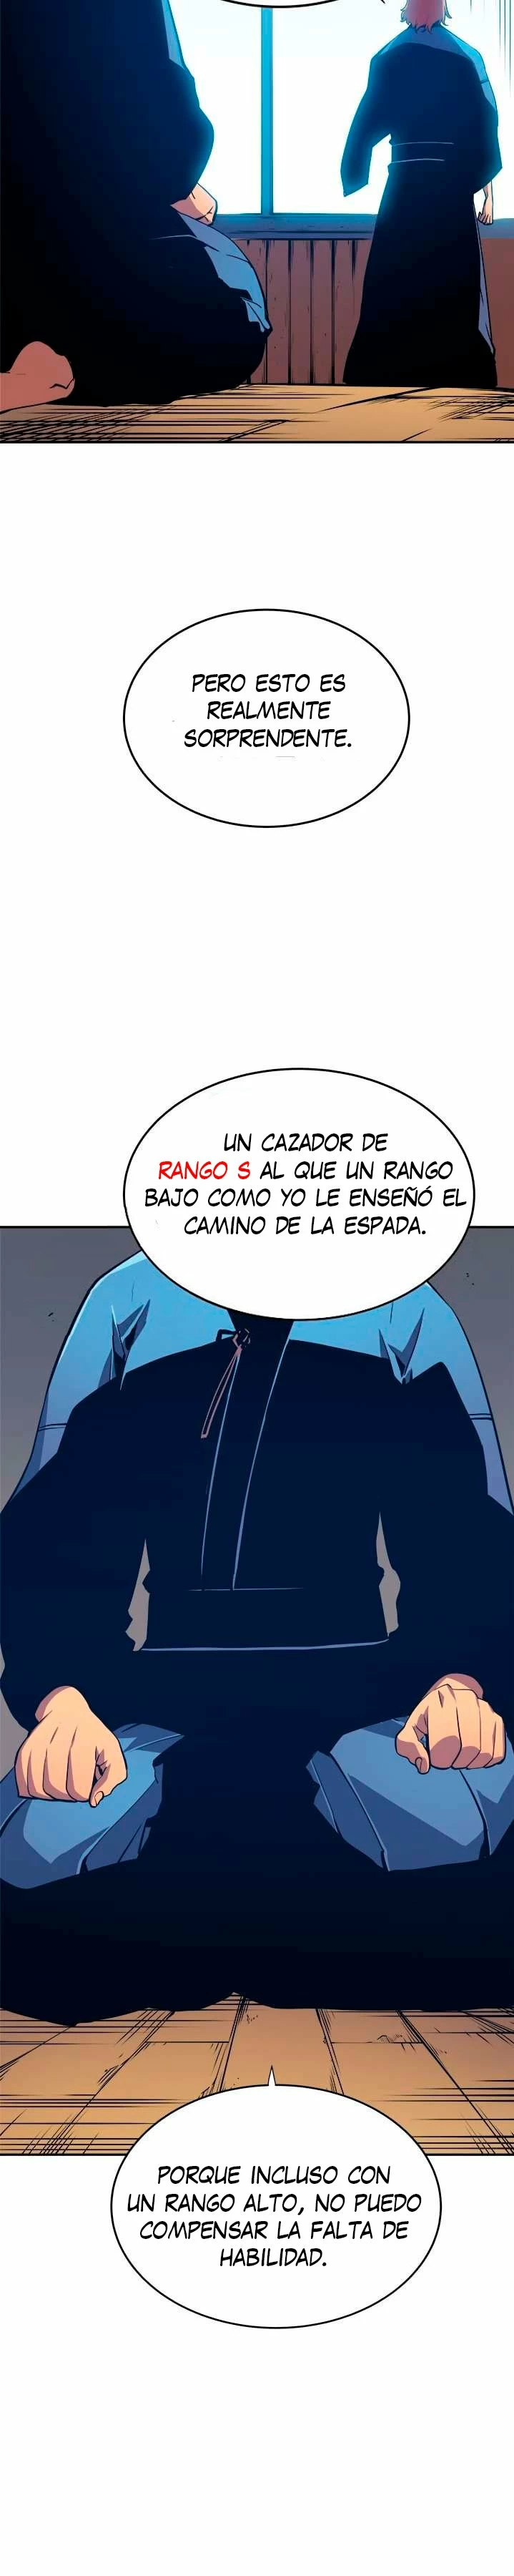 PERO ESTO ES
REALMENTE
SORPRENDENTE.
UN CAZADOR DE
RANGO S AL QUE UN RANGO
BAJO COMO YO LE ENSEÑÓ EL
CAMINO DE LA ESPADA.
PORQUE INCLUSO CON
UN RANGO ALTO, NO PUEDO
COMPENSAR LA FALTA DE
HABILIDAD.